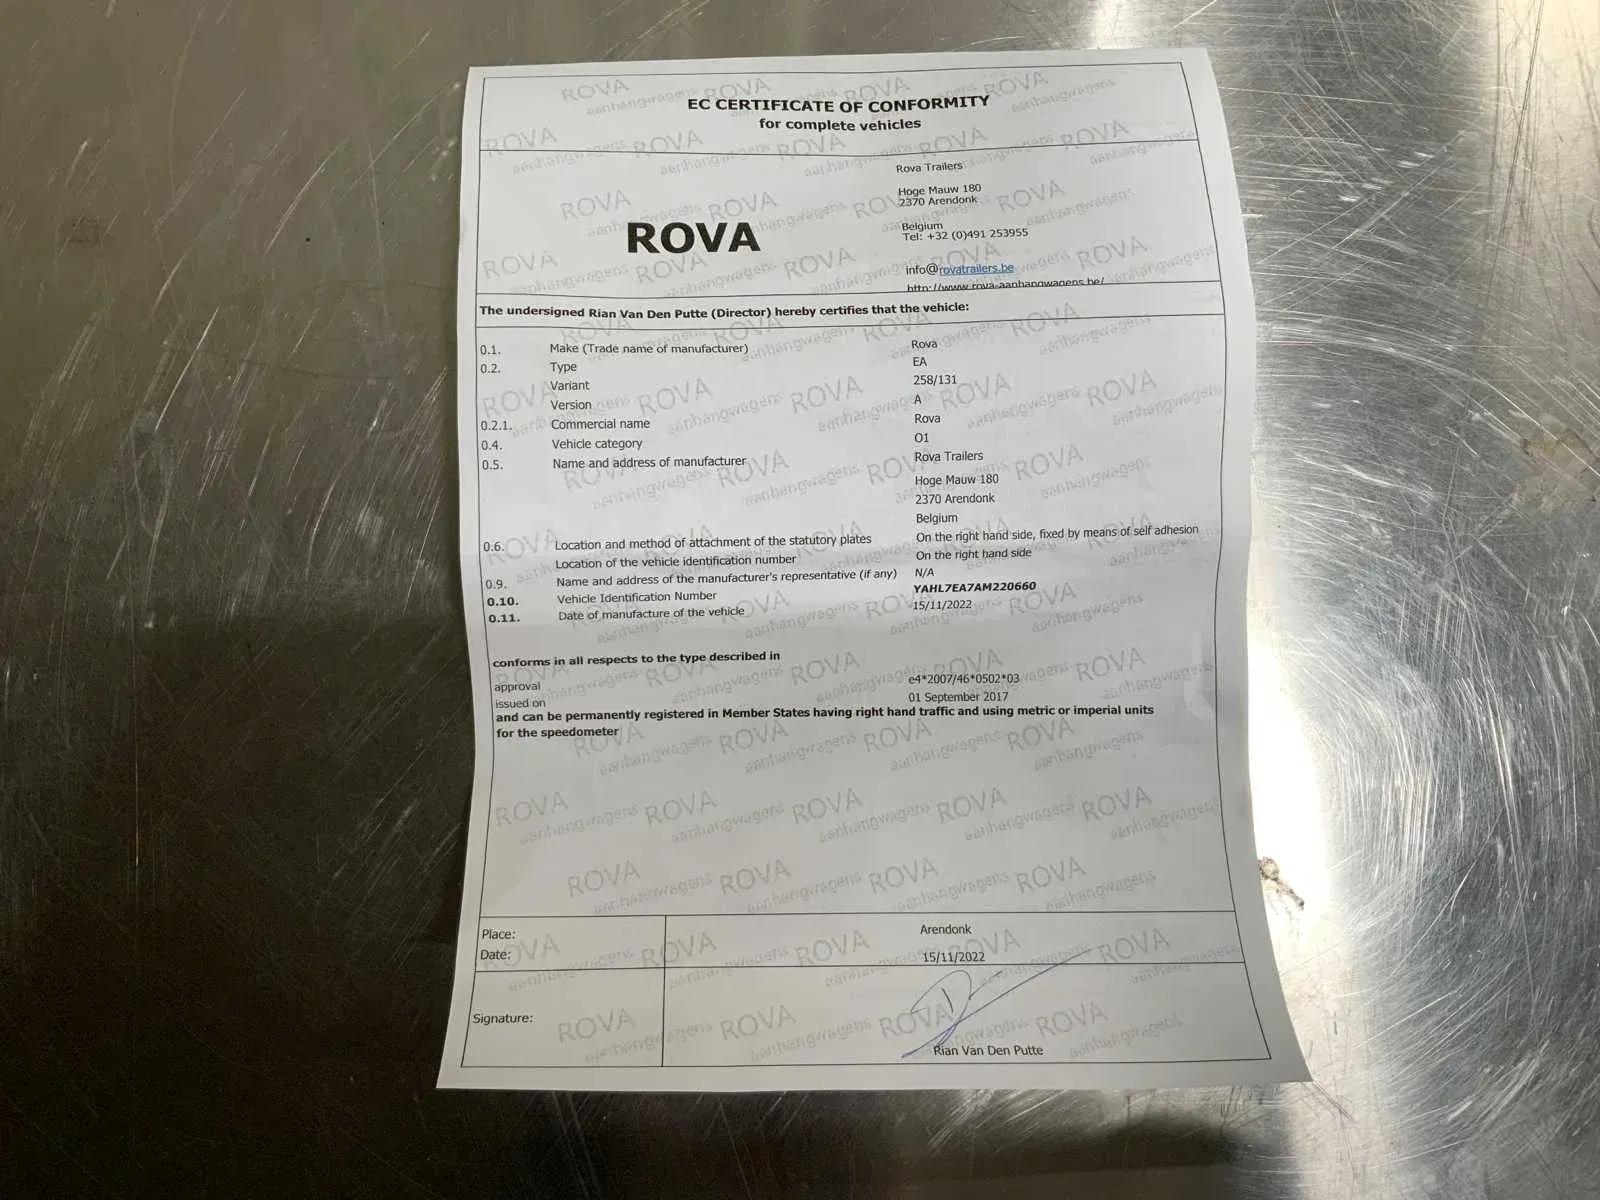 EC CERTIFICATE OF CONFORMITY
for complete vehicles
ROVA
Rova Trailers
Hoge Mauw 180
2370 Arendonk
Belgium
Tel: +32 (0)491 253955
info@rovatrailers.be
http://www.rova-aanhangwagens.be/
The undersigned Rian Van Den Putte (Director) hereby certifies that the vehicle:
0.1. Make (Trade name of manufacturer) Rova
0.2. Type EA
Variant 258/131
Version A
0.2.1. Commercial name Rova
0.4. Vehicle category O1
0.5. Name and address of manufacturer Rova Trailers
Hoge Mauw 180
2370 Arendonk
Belgium
0.6. Location and method of attachment of the statutory plates On the right hand side, fixed by means of self adhesion
Location of the vehicle identification number On the right hand side
0.9. Name and address of the manufacturer's representative (if any) N/A
0.10. Vehicle Identification Number YAHL7EA7AM220660
0.11. Date of manufacture of the vehicle 15/11/2022
conforms in all respects to the type described in
approval e4*2007/46*0502*03
issued on 01 September 2017
and can be permanently registered in Member States having right hand traffic and using metric or imperial units
for the speedometer
Place: Arendonk
Date: 15/11/2022
Signature:
Rian Van Den Putte
ROVA
aanhangwagens